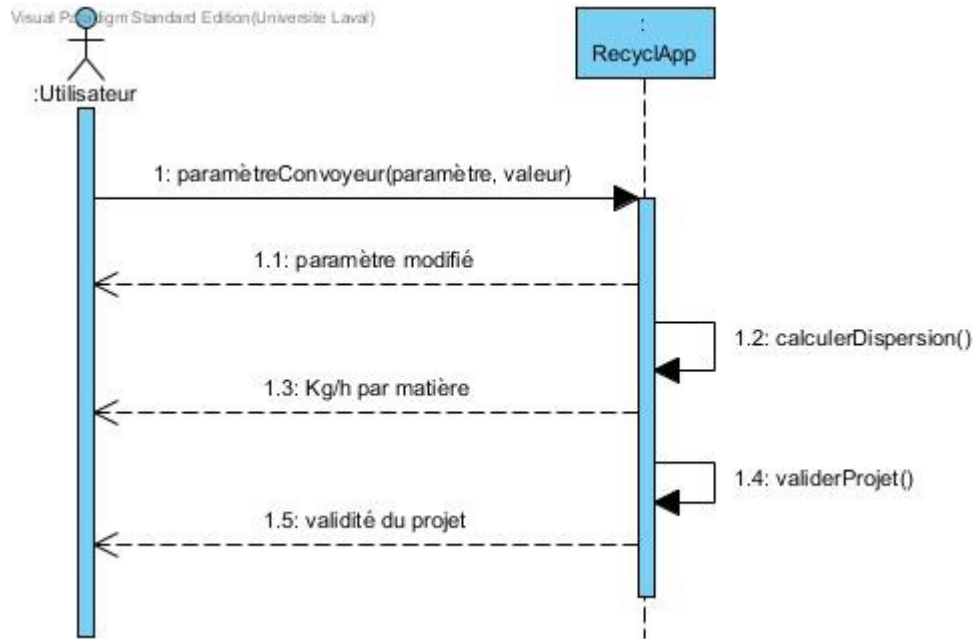 Visual Paradigm Standard Edition(Universite Laval)
:
RecyclApp
:Utilisateur
1: paramètreConvoyeur(paramètre, valeur)
1.1: paramètre modifié
1.2: calculerDispersion()
1.3: Kg/h par matière
1.4: validerProjet()
1.5: validité du projet